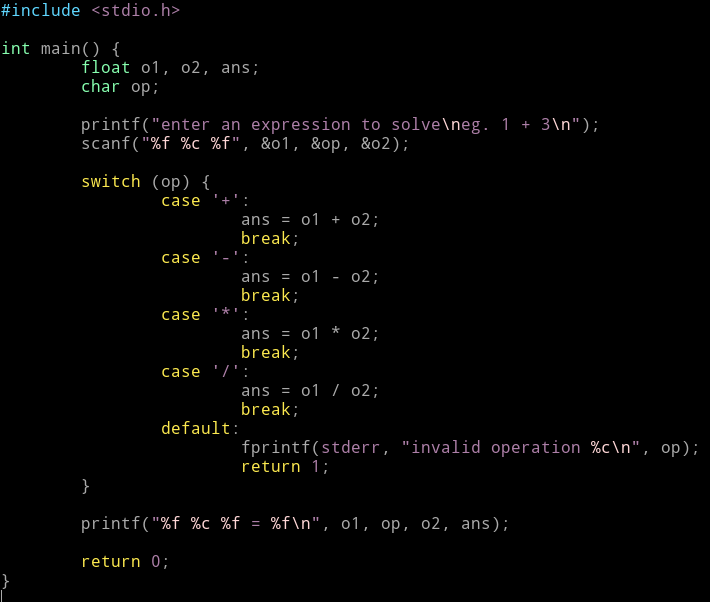 #include <stdio.h>

int main() {
        float o1, o2, ans;
        char op;

        printf("enter an expression to solve\neg. 1 + 3\n");
        scanf("%f %c %f", &o1, &op, &o2);

        switch (op) {
                case '+':
                        ans = o1 + o2;
                        break;
                case '-':
                        ans = o1 - o2;
                        break;
                case '*':
                        ans = o1 * o2;
                        break;
                case '/':
                        ans = o1 / o2;
                        break;
                default:
                        fprintf(stderr, "invalid operation %c\n", op);
                        return 1;
        }

        printf("%f %c %f = %f\n", o1, op, o2, ans);

        return 0;
}